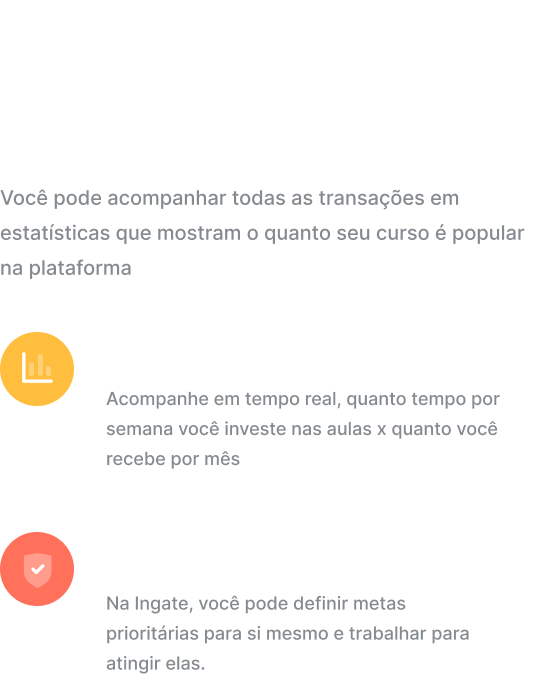 Você pode acompanhar todas as transações em
estatísticas que mostram o quanto seu curso é popular
na plataforma
Acompanhe em tempo real, quanto tempo por
semana você investe nas aulas x quanto você
recebe por mês
Na Ingate, você pode definir metas
prioritárias para si mesmo e trabalhar para
atingir elas.